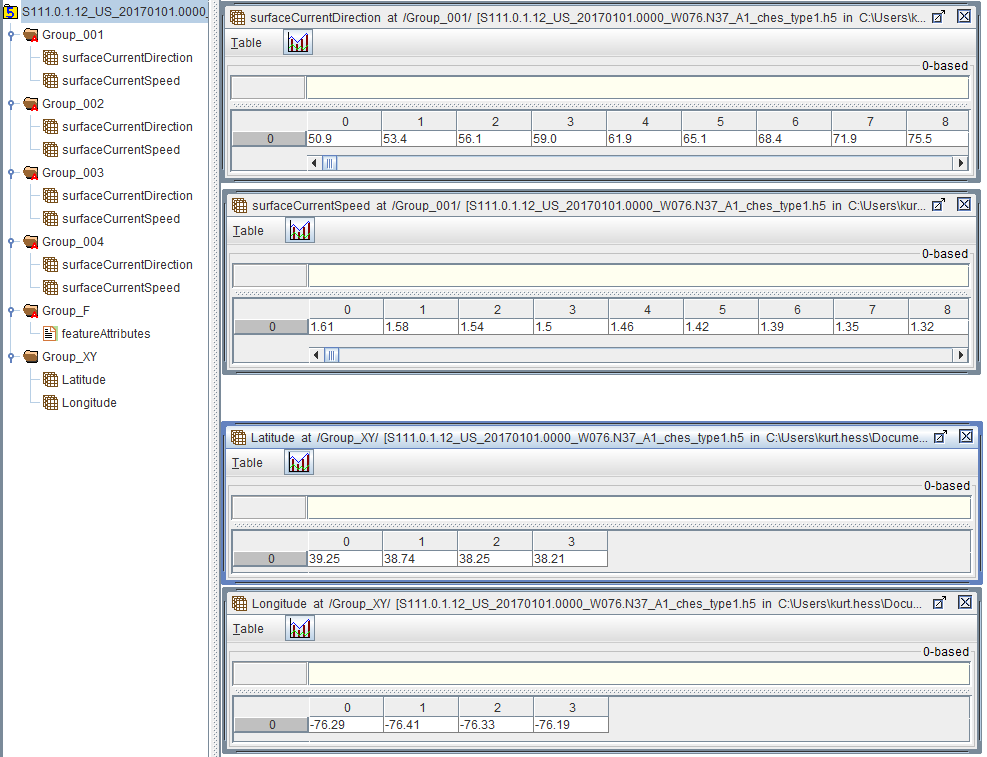 S111.0.1.12_US_20170101.0000_
Group_001
surfaceCurrentDirection
surfaceCurrentSpeed
Group_002
surfaceCurrentDirection
surfaceCurrentSpeed
Group_003
surfaceCurrentDirection
surfaceCurrentSpeed
Group_004
surfaceCurrentDirection
surfaceCurrentSpeed
Group_F
featureAttributes
Group_XY
Latitude
Longitude
surfaceCurrentDirection at /Group_001/ [S111.0.1.12_US_20170101.0000_W076.N37_A1_ches_type1.h5 in C:\Users\k...
Table
0-based
0 1 2 3 4 5 6 7 8
0 50.9 53.4 56.1 59.0 61.9 65.1 68.4 71.9 75.5
surfaceCurrentSpeed at /Group_001/ [S111.0.1.12_US_20170101.0000_W076.N37_A1_ches_type1.h5 in C:\Users\kur...
Table
0-based
0 1 2 3 4 5 6 7 8
0 1.61 1.58 1.54 1.5 1.46 1.42 1.39 1.35 1.32
Latitude at /Group_XY/ [S111.0.1.12_US_20170101.0000_W076.N37_A1_ches_type1.h5 in C:\Users\kurt.hess\Docume...
Table
0-based
0 1 2 3
0 39.25 38.74 38.25 38.21
Longitude at /Group_XY/ [S111.0.1.12_US_20170101.0000_W076.N37_A1_ches_type1.h5 in C:\Users\kurt.hess\Docu...
Table
0-based
0 1 2 3
0 -76.29 -76.41 -76.33 -76.19